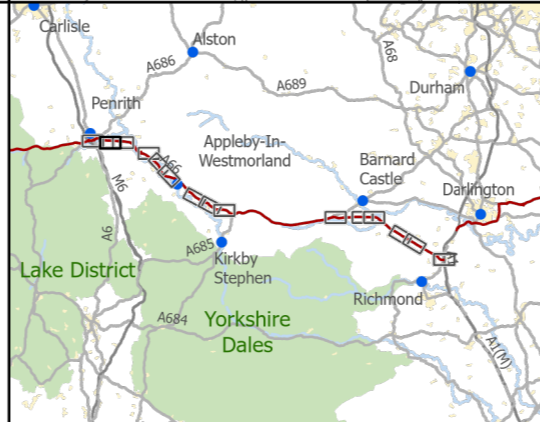 Carlisle
Alston
A686
A68
A689
Durham
Penrith
Appleby-In-
Westmorland
A66
Barnard
Castle
Darlington
M6
A6
A685
Lake District
Kirkby
Stephen
Richmond
A684
Yorkshire
Dales
A1(M)